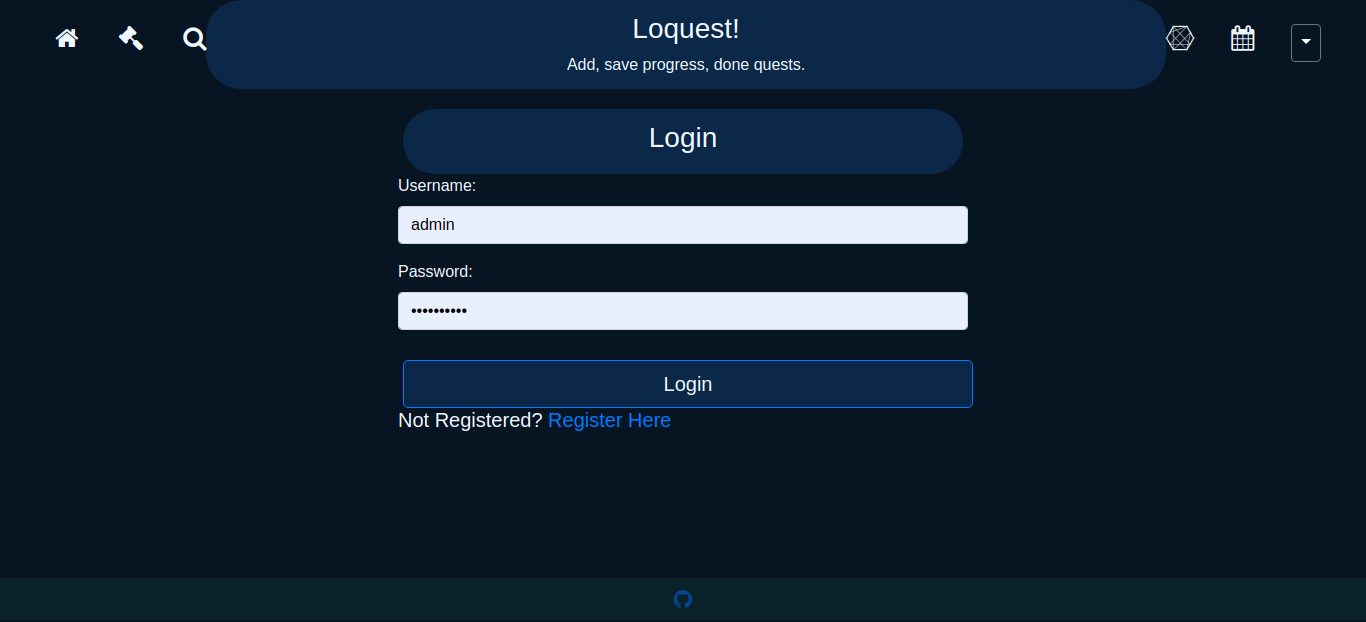 Loquest!
Add, save progress, done quests.
Login
Username:
admin
Password:
••••••••••
Login
Not Registered? Register Here